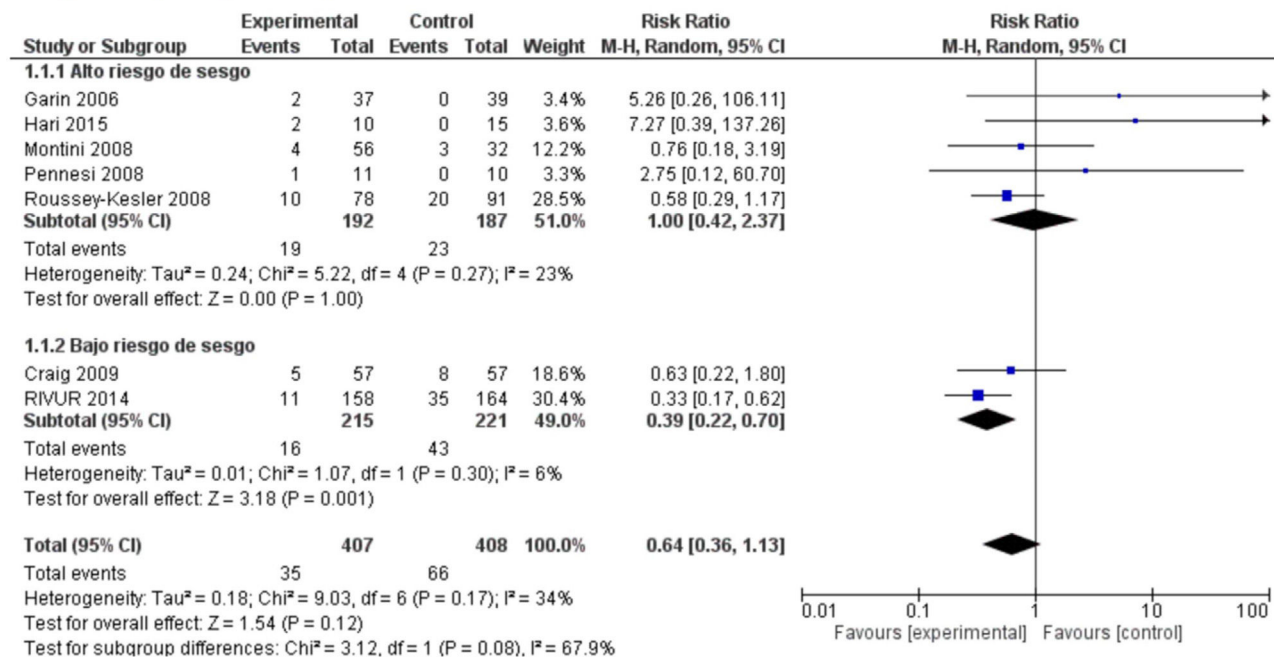 Experimental Control Risk Ratio Risk Ratio
Study or Subgroup Events Total Events Total Weight M-H, Random, 95% CI M-H, Random, 95% CI
1.1.1 Alto riesgo de sesgo
Garin 2006 2 37 0 39 3.4% 5.26 [0.26, 106.11]
Hari 2015 2 10 0 15 3.6% 7.27 [0.39, 137.26]
Montini 2008 4 56 3 32 12.2% 0.76 [0.18, 3.19]
Pennesi 2008 1 11 0 10 3.3% 2.75 [0.12, 60.70]
Roussey-Kesler 2008 10 78 20 91 28.5% 0.58 [0.29, 1.17]
Subtotal (95% CI) 192 187 51.0% 1.00 [0.42, 2.37]
Total events 19 23
Heterogeneity: Tau² = 0.24; Chi² = 5.22, df = 4 (P = 0.27); I² = 23%
Test for overall effect: Z = 0.00 (P = 1.00)
1.1.2 Bajo riesgo de sesgo
Craig 2009 5 57 8 57 18.6% 0.63 [0.22, 1.80]
RIVUR 2014 11 158 35 164 30.4% 0.33 [0.17, 0.62]
Subtotal (95% CI) 215 221 49.0% 0.39 [0.22, 0.70]
Total events 16 43
Heterogeneity: Tau² = 0.01; Chi² = 1.07, df = 1 (P = 0.30); I² = 6%
Test for overall effect: Z = 3.18 (P = 0.001)
Total (95% CI) 407 408 100.0% 0.64 [0.36, 1.13]
Total events 35 66
Heterogeneity: Tau² = 0.18; Chi² = 9.03, df = 6 (P = 0.17); I² = 34%
Test for overall effect: Z = 1.54 (P = 0.12)
Test for subgroup differences: Chi² = 3.12, df = 1 (P = 0.08), I² = 67.9%
0.01 0.1 1 10 100
Favours [experimental] Favours [control]